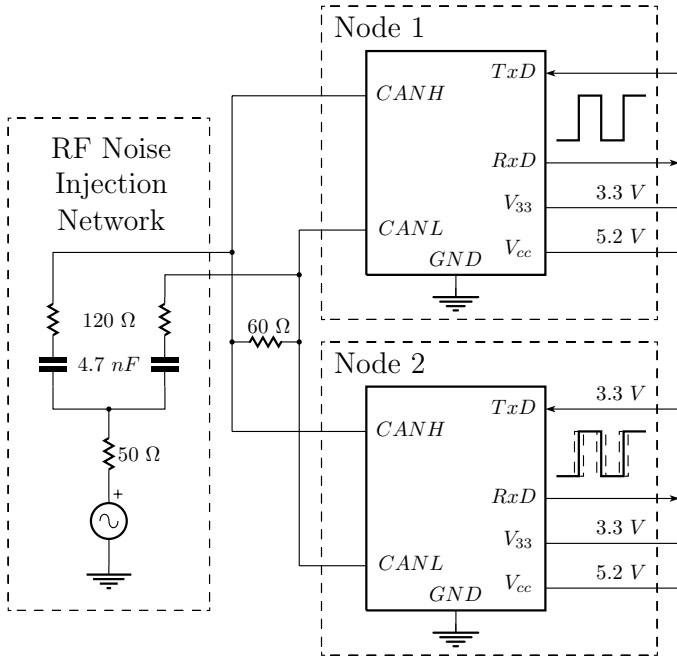 RF Noise
Injection
Network
120 Ω
4.7 nF
50 Ω
+
60 Ω
Node 1
CANH
CANL
GND
TxD
RxD
V33
3.3 V
Vcc
5.2 V
Node 2
CANH
CANL
GND
TxD
3.3 V
RxD
V33
3.3 V
Vcc
5.2 V